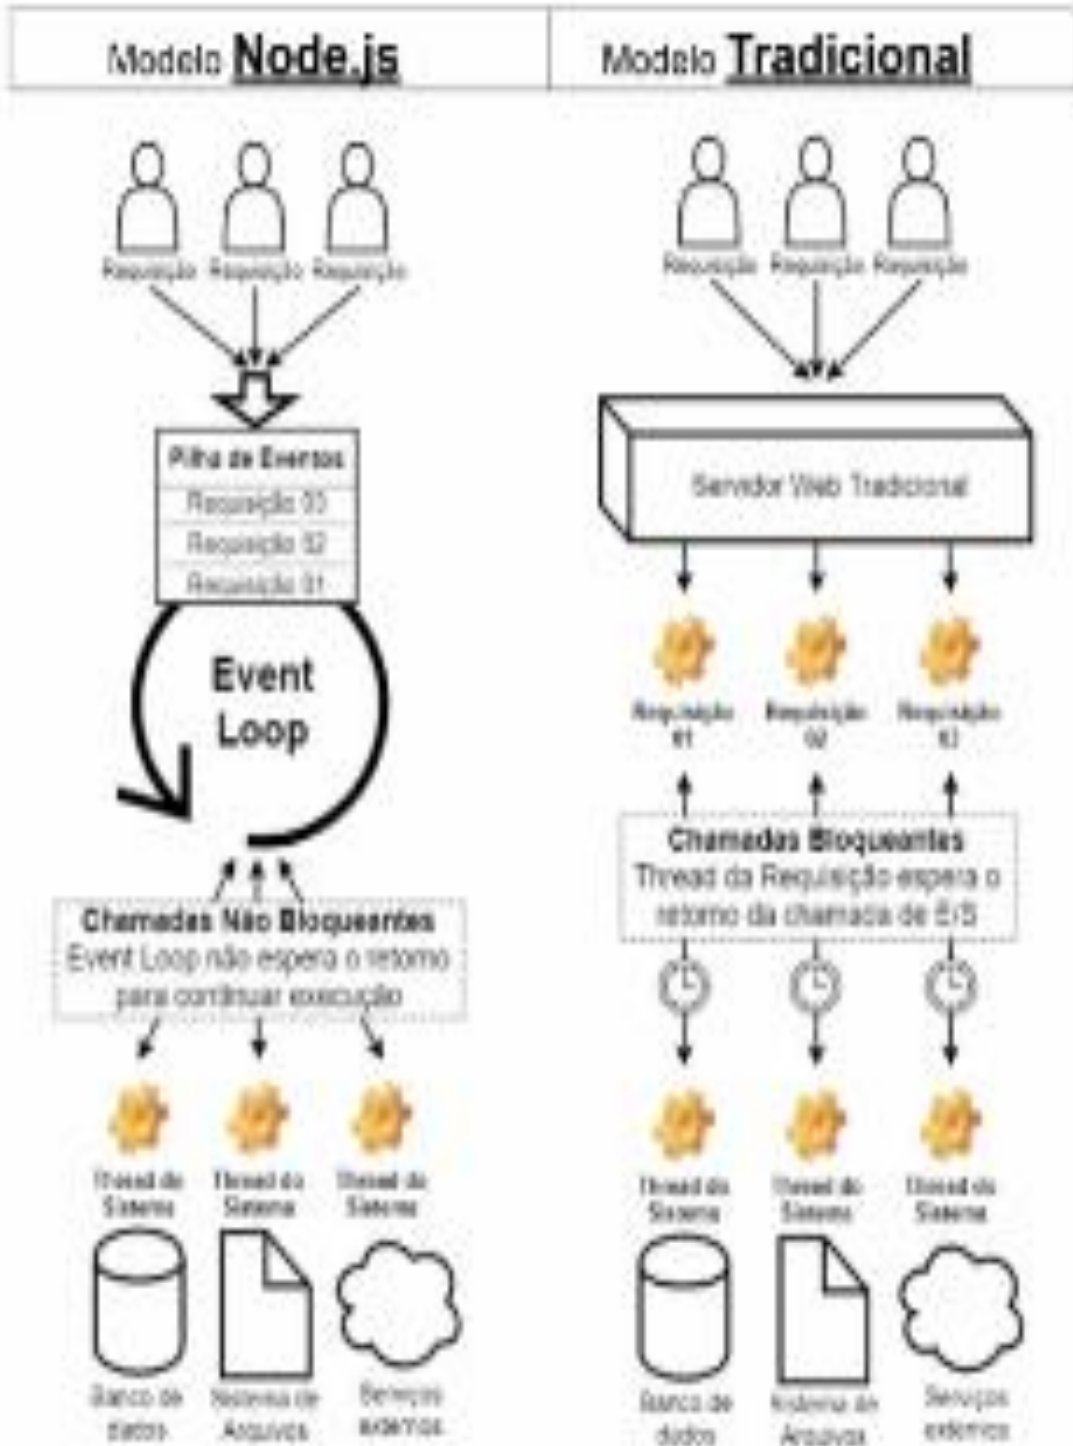 Modelo Node.js
Requisição Requisição Requisição
Pilha de Eventos
Requisição 03
Requisição 02
Requisição 01
Event
Loop
Chamadas Não Bloqueantes
Event Loop não espera o retorno
para continuar execução
Thread do Sistema
Thread do Sistema
Thread do Sistema
Banco de
dados
Sistema de
Arquivos
Serviços
externos
Modelo Tradicional
Requisição Requisição Requisição
Servidor Web Tradicional
Requisição
01
Requisição
02
Requisição
03
Chamadas Bloqueantes
Thread da Requisição espera o
retorno da chamada de E/S
Thread do
Sistema
Thread do
Sistema
Thread do
Sistema
Banco de
dados
Sistema de
Arquivos
Serviços
externos